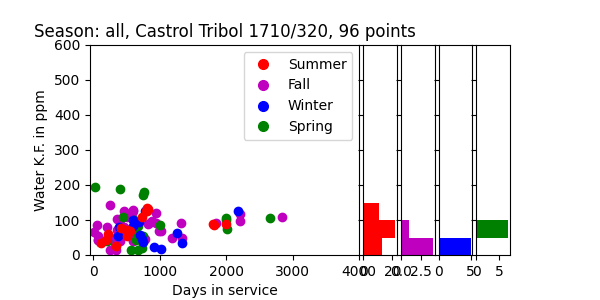 Season: all, Castrol Tribol 1710/320, 96 points
Water K.F. in ppm
600
500
400
300
200
100
0
Summer
Fall
Winter
Spring
0 1000 2000 3000 4000
0 20
0.0 2.5
0 50
5
Days in service